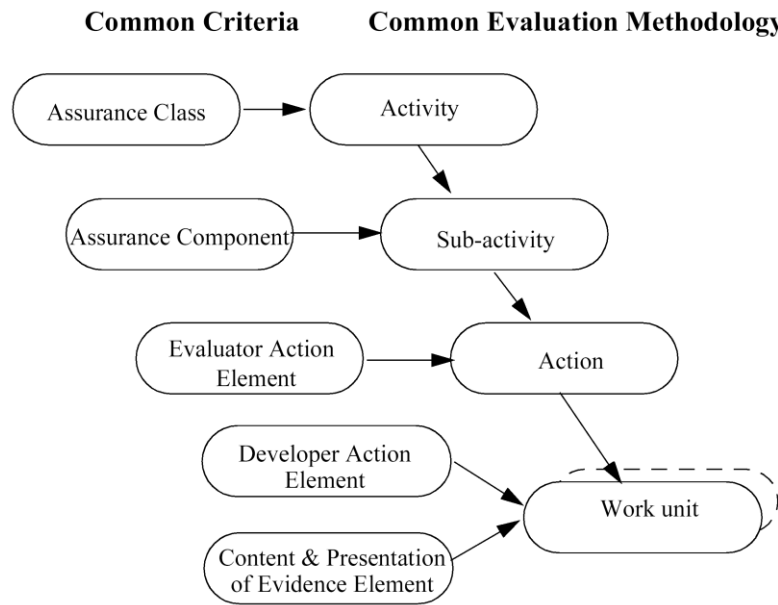 Common Criteria Common Evaluation Methodology
Assurance Class
Activity
Assurance Component
Sub-activity
Evaluator Action
Element
Action
Developer Action
Element
Work unit
Content & Presentation
of Evidence Element